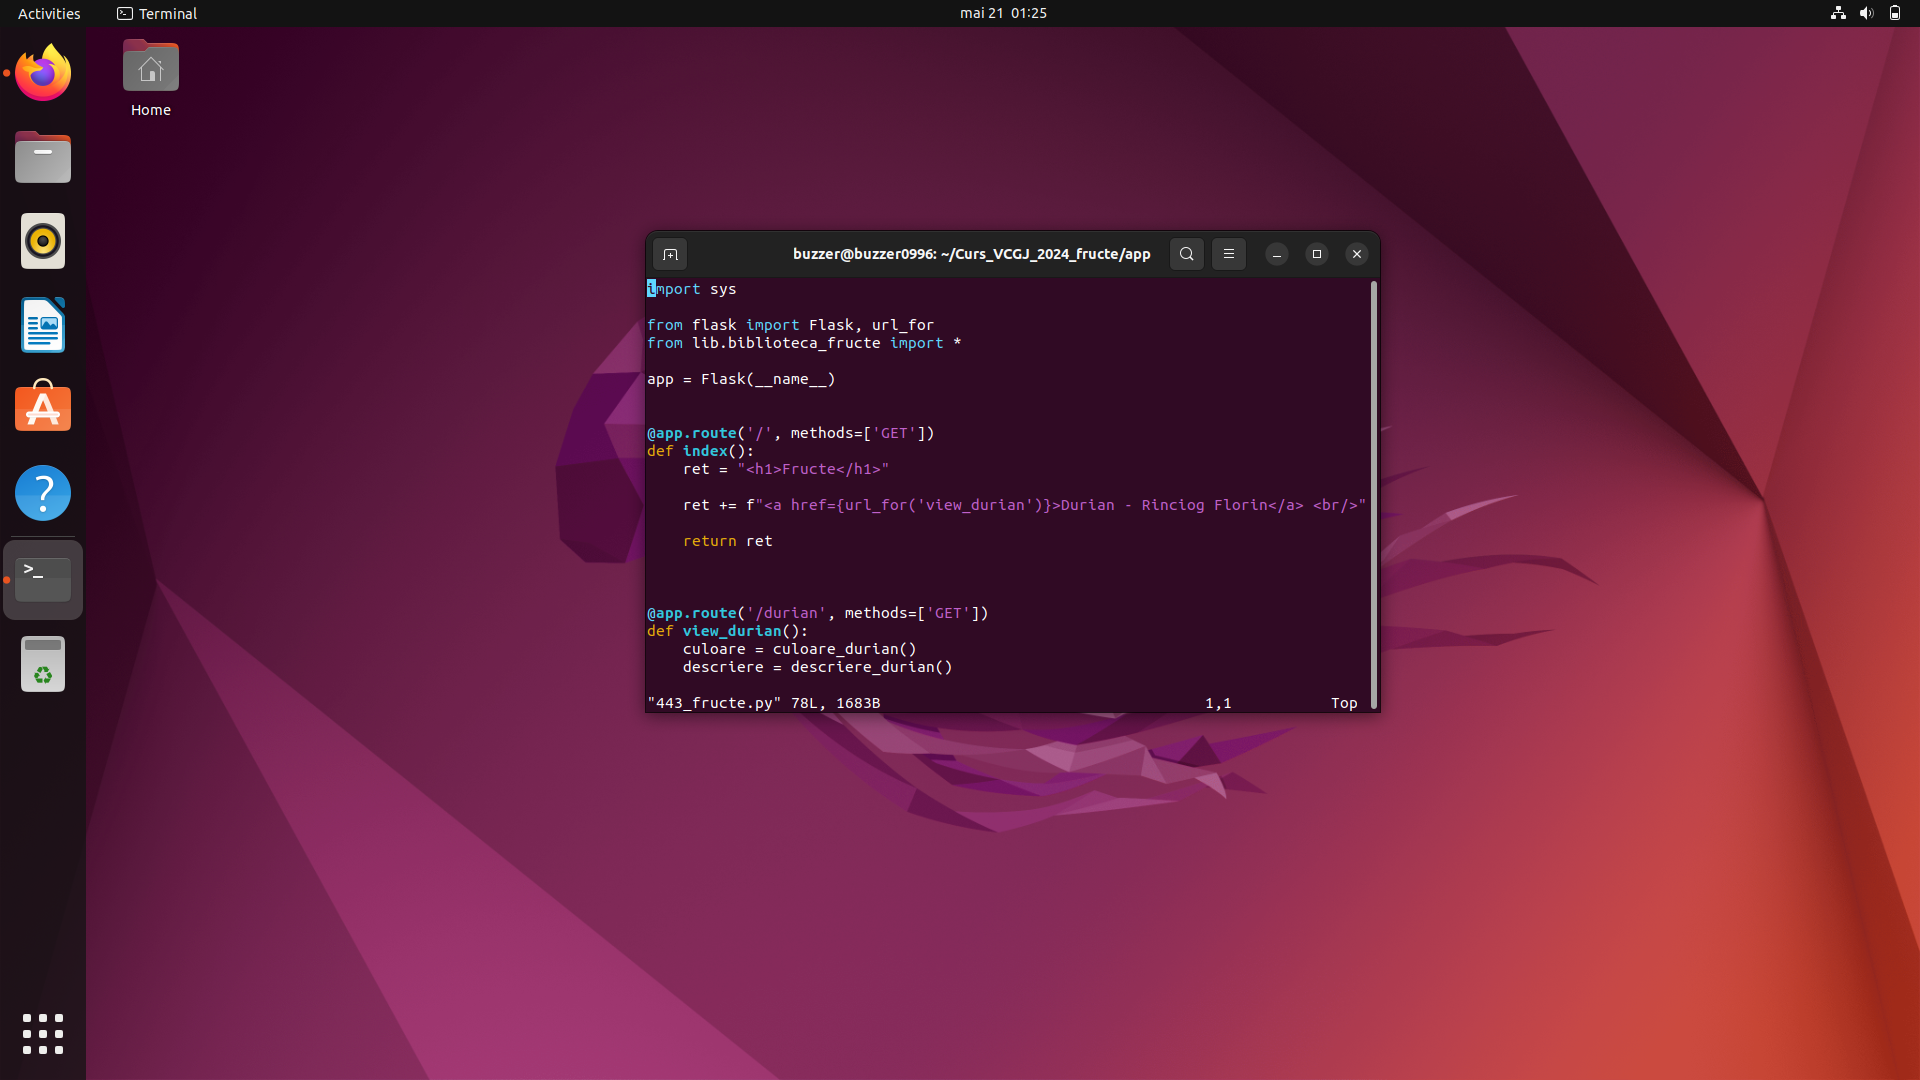 Activities
Terminal
mai 21 01:25
Home
buzzer@buzzer0996: ~/Curs_VCGJ_2024_fructe/app
import sys
from flask import Flask, url_for
from lib.biblioteca_fructe import *
app = Flask(__name__)
@app.route('/', methods=['GET'])
def index():
    ret = "<h1>Fructe</h1>"
    ret += f"<a href={url_for('view_durian')}>Durian - Rinciog Florin</a> <br/>"
    return ret
@app.route('/durian', methods=['GET'])
def view_durian():
    culoare = culoare_durian()
    descriere = descriere_durian()
"443_fructe.py" 78L, 1683B 1,1 Top